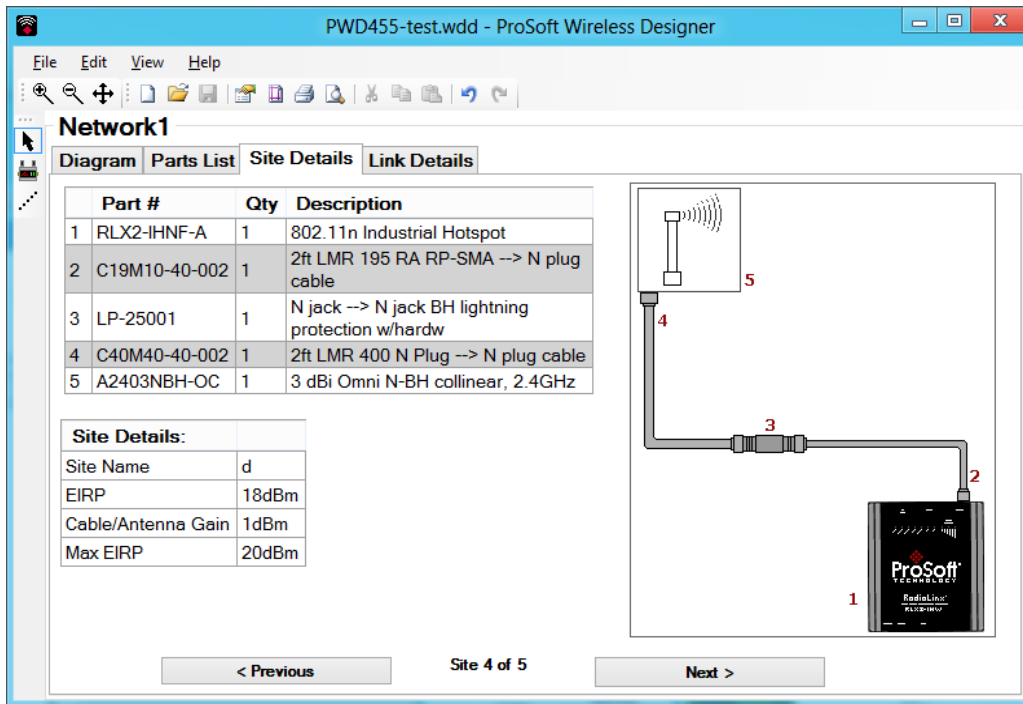 PWD455-test.wdd - ProSoft Wireless Designer
File Edit View Help
Network1
Diagram Parts List Site Details Link Details
Part # Qty Description
1 RLX2-IHNF-A 1 802.11n Industrial Hotspot
2 C19M10-40-002 1 2ft LMR 195 RA RP-SMA --> N plug
cable
3 LP-25001 1 N jack --> N jack BH lightning
protection w/hardw
4 C40M40-40-002 1 2ft LMR 400 N Plug --> N plug cable
5 A2403NBH-OC 1 3 dBi Omni N-BH collinear, 2.4GHz
Site Details:
Site Name d
EIRP 18dBm
Cable/Antenna Gain 1dBm
Max EIRP 20dBm
5
4
3
2
1
ProSoft
TECHNOLOGY
RadioLinx
RLX2-IHW
< Previous Site 4 of 5 Next >